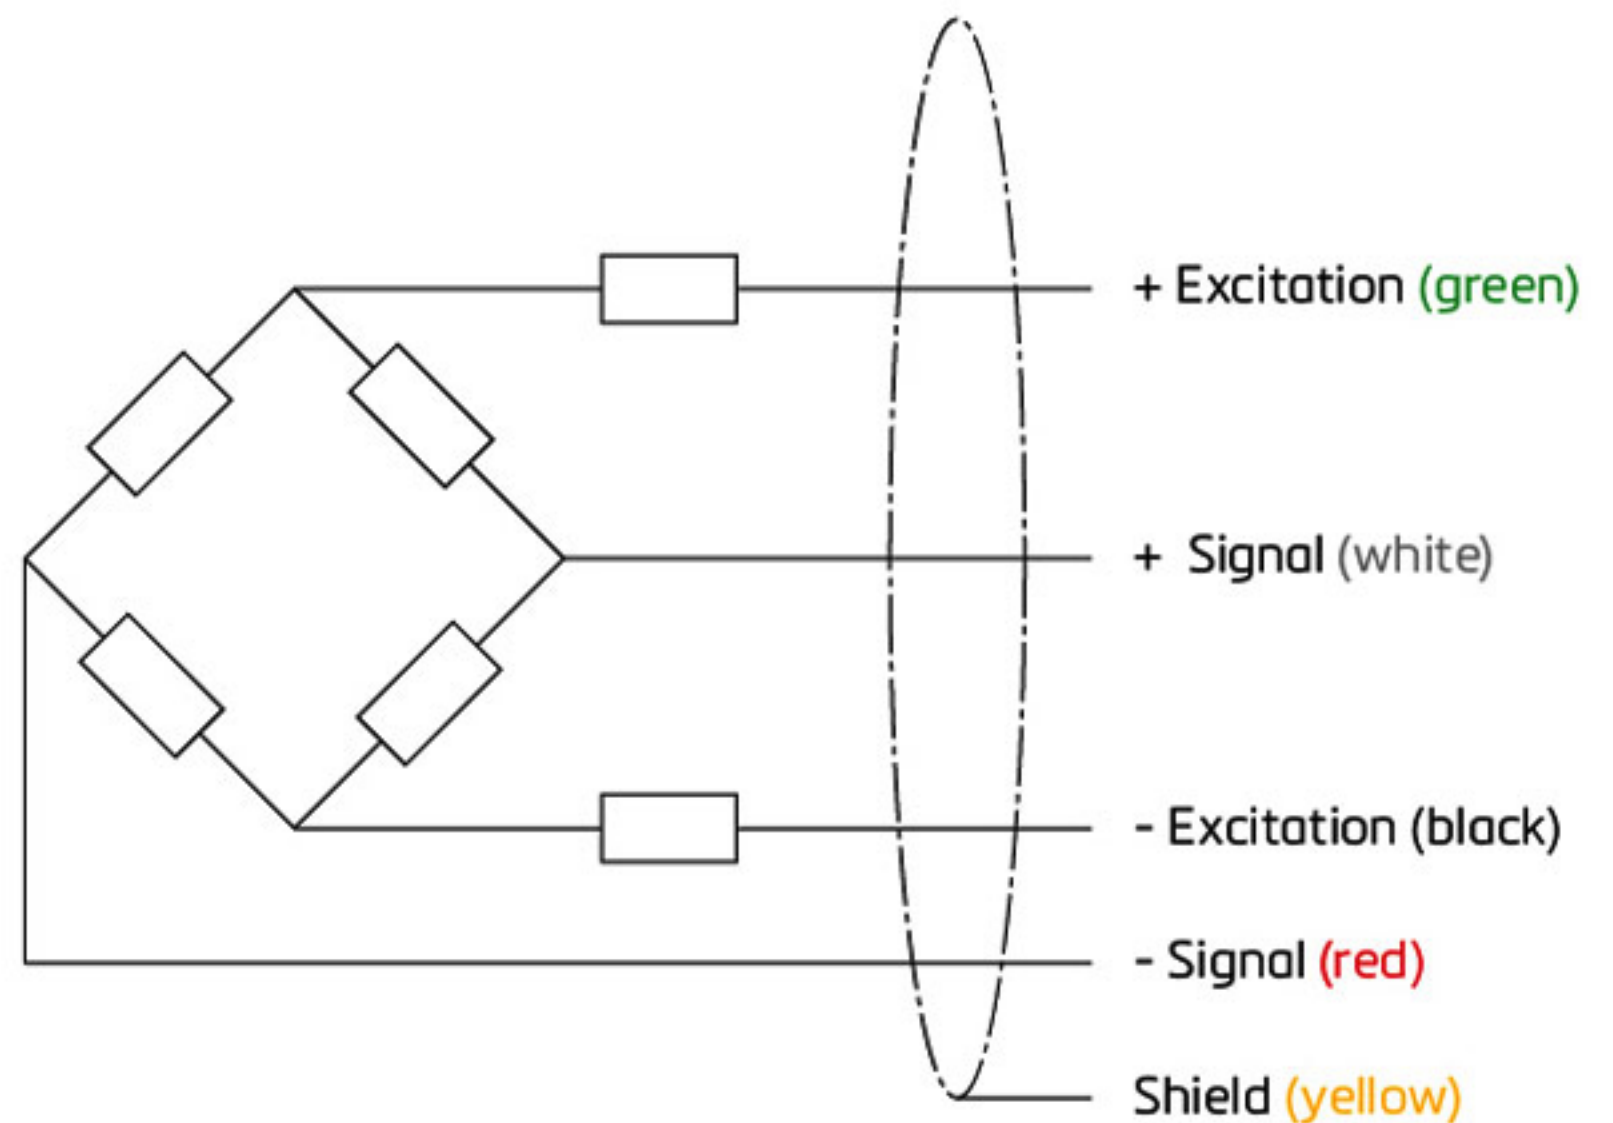 + Excitation (green)
+ Signal (white)
- Excitation (black)
- Signal (red)
Shield (yellow)